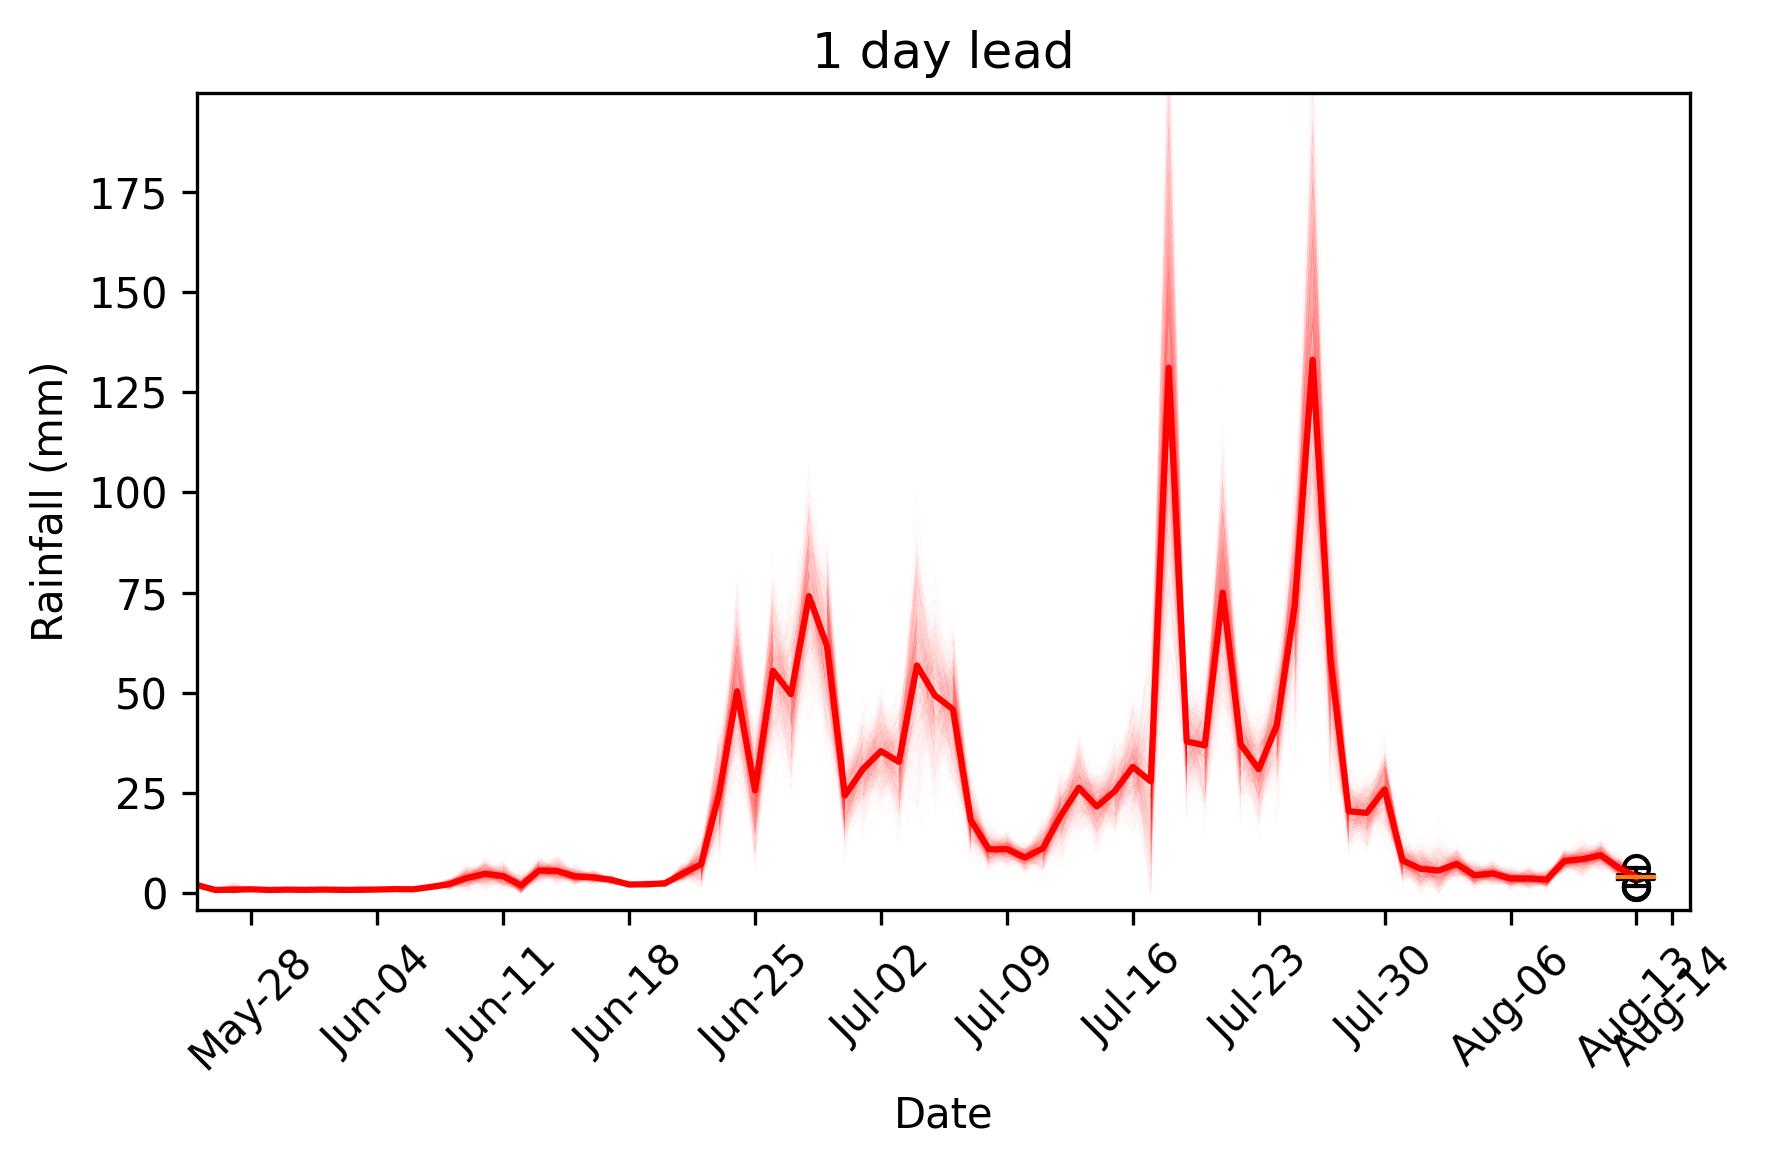 1 day lead
Rainfall (mm)
175
150
125
100
75
50
25
0
May-28
Jun-04
Jun-11
Jun-18
Jun-25
Jul-02
Jul-09
Jul-16
Jul-23
Jul-30
Aug-06
Aug-13
Aug-14
Date